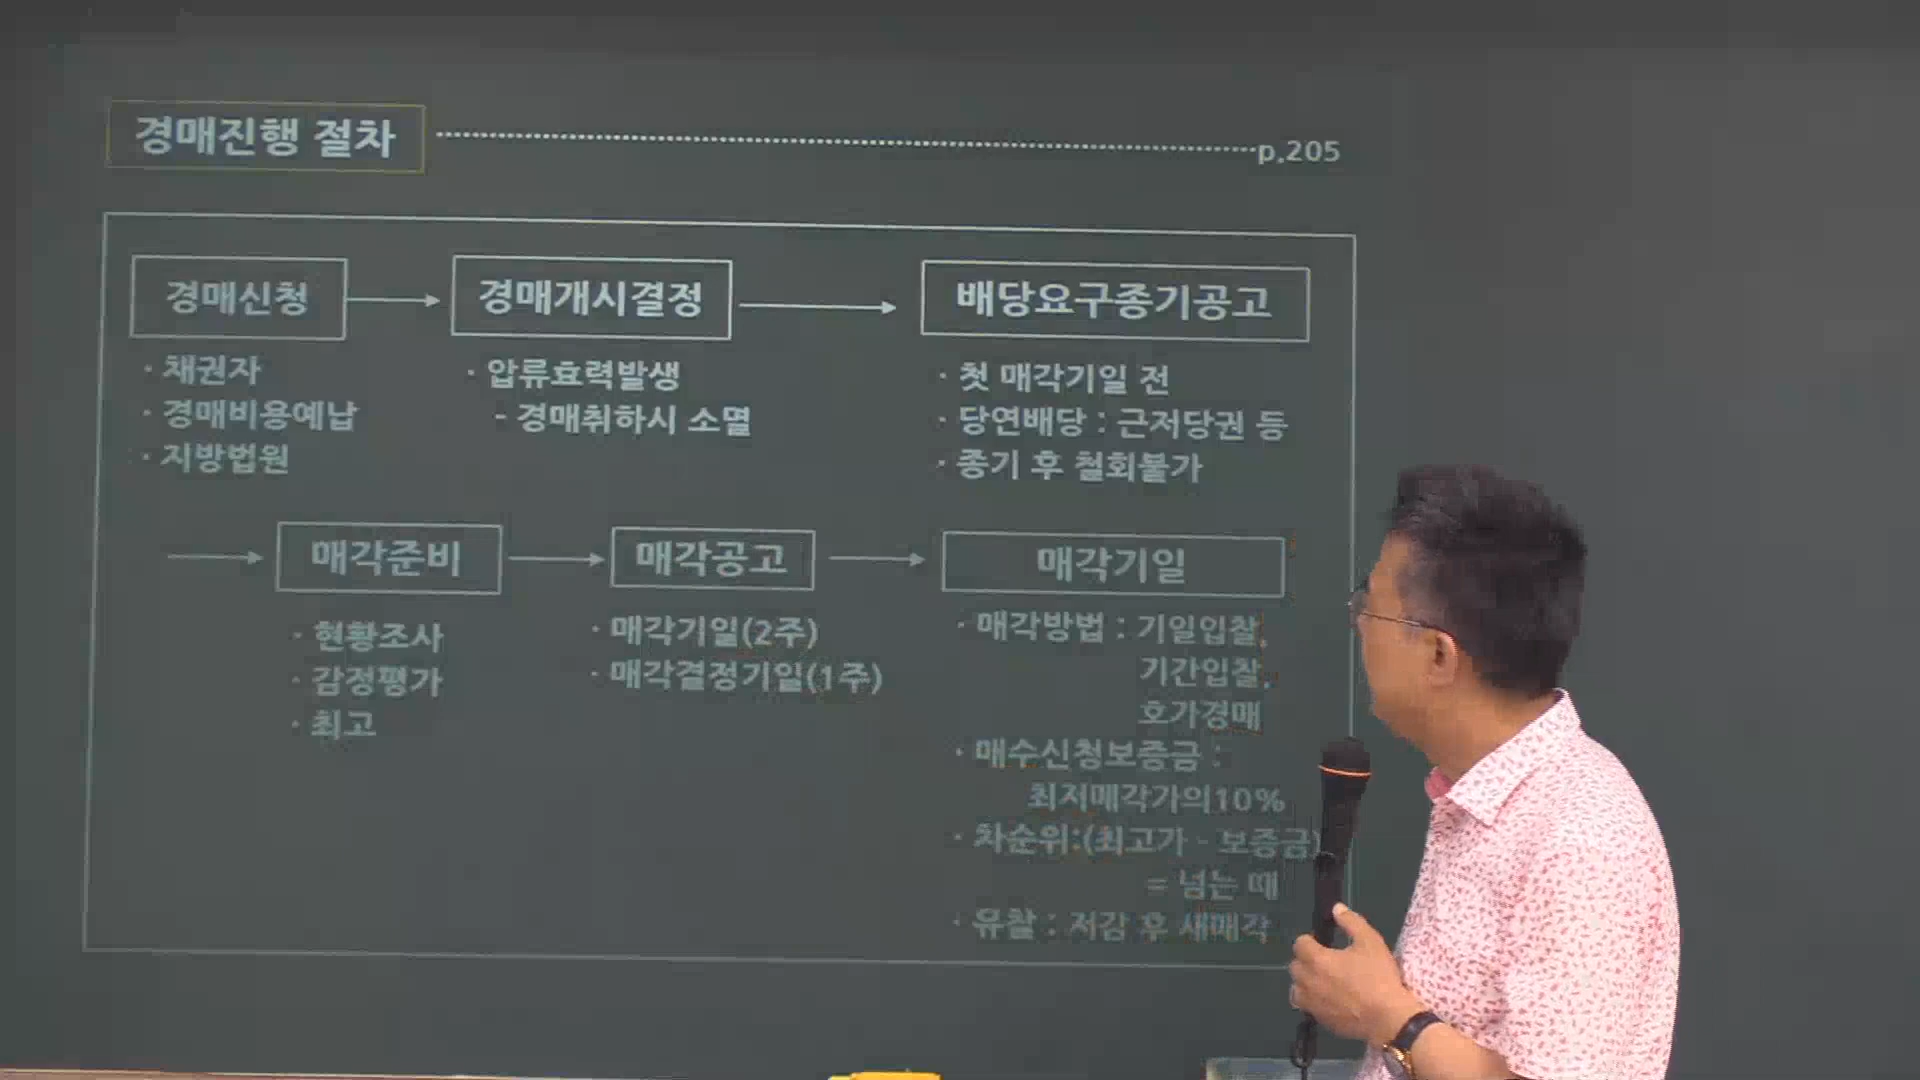 경매진행 절차 p.205
경매신청 경매개시결정 배당요구종기공고
· 채권자
· 경매비용예납
· 지방법원
· 압류효력발생
- 경매취하시 소멸
· 첫 매각기일 전
· 당연배당 : 근저당권 등
· 종기 후 철회불가
매각준비 매각공고 매각기일
· 현황조사
· 감정평가
· 최고
· 매각기일(2주)
· 매각결정기일(1주)
· 매각방법 : 기일입찰,
기간입찰,
호가경매
· 매수신청보증금 :
최저매각가의10%
· 차순위:(최고가 - 보증금)
= 넘는 때
· 유찰 : 저감 후 새매각